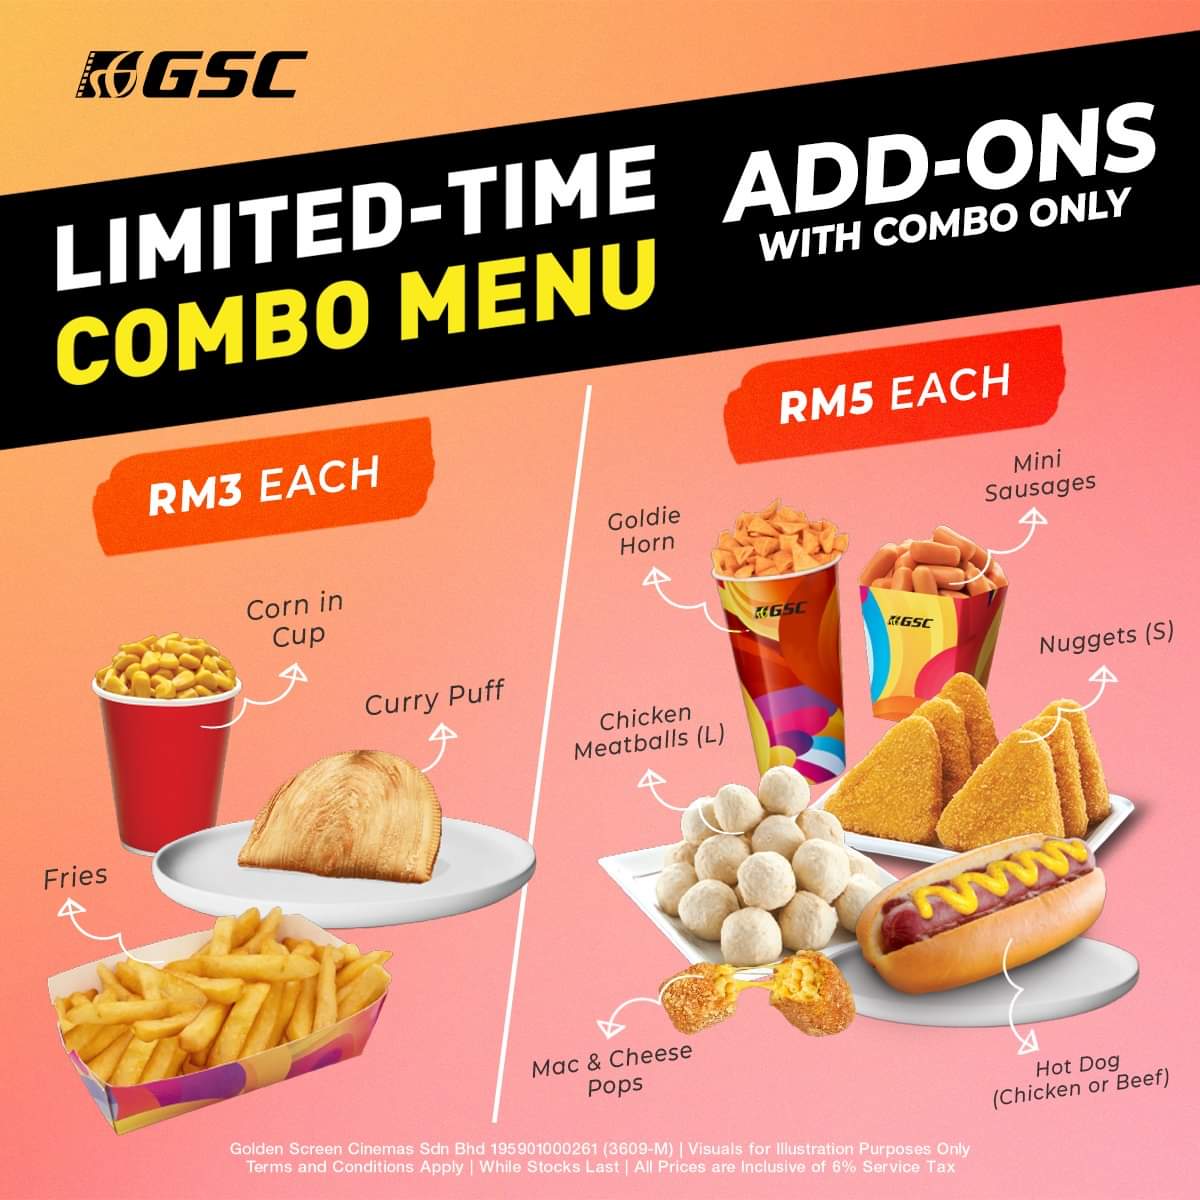 GSC
LIMITED-TIME
COMBO MENU
ADD-ONS
WITH COMBO ONLY
RM3 EACH
Corn in
Cup
Curry Puff
Fries
RM5 EACH
Goldie
Horn
Mini
Sausages
GSC
GSC
Nuggets (S)
Chicken
Meatballs (L)
Mac & Cheese
Pops
Hot Dog
(Chicken or Beef)
Golden Screen Cinemas Sdn Bhd 195901000261 (3609-M) | Visuals for Illustration Purposes Only
Terms and Conditions Apply | While Stocks Last | All Prices are Inclusive of 6% Service Tax